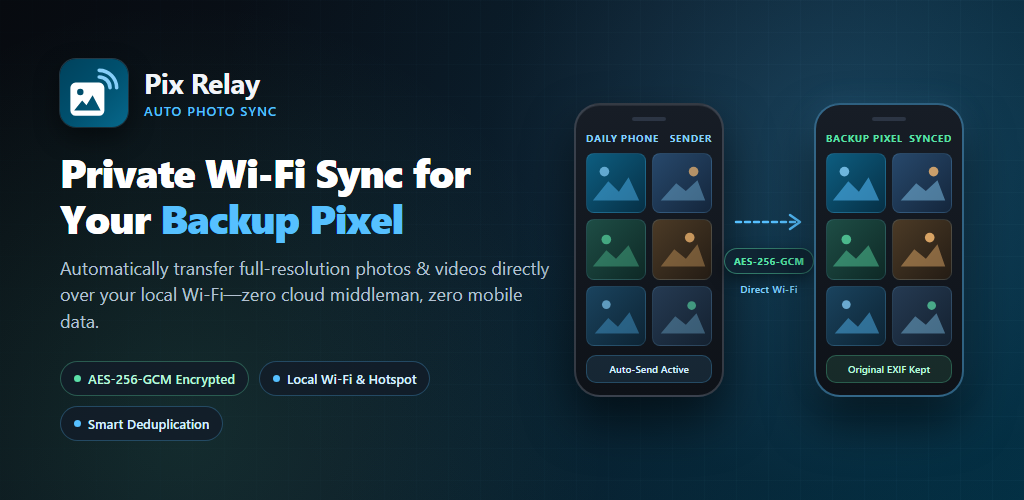 Pix Relay
AUTO PHOTO SYNC
Private Wi-Fi Sync for
Your Backup Pixel
Automatically transfer full-resolution photos & videos directly
over your local Wi-Fi—zero cloud middleman, zero mobile
data.
AES-256-GCM Encrypted
Local Wi-Fi & Hotspot
Smart Deduplication
DAILY PHONE SENDER
Auto-Send Active
AES-256-GCM
Direct Wi-Fi
BACKUP PIXEL SYNCED
Original EXIF Kept